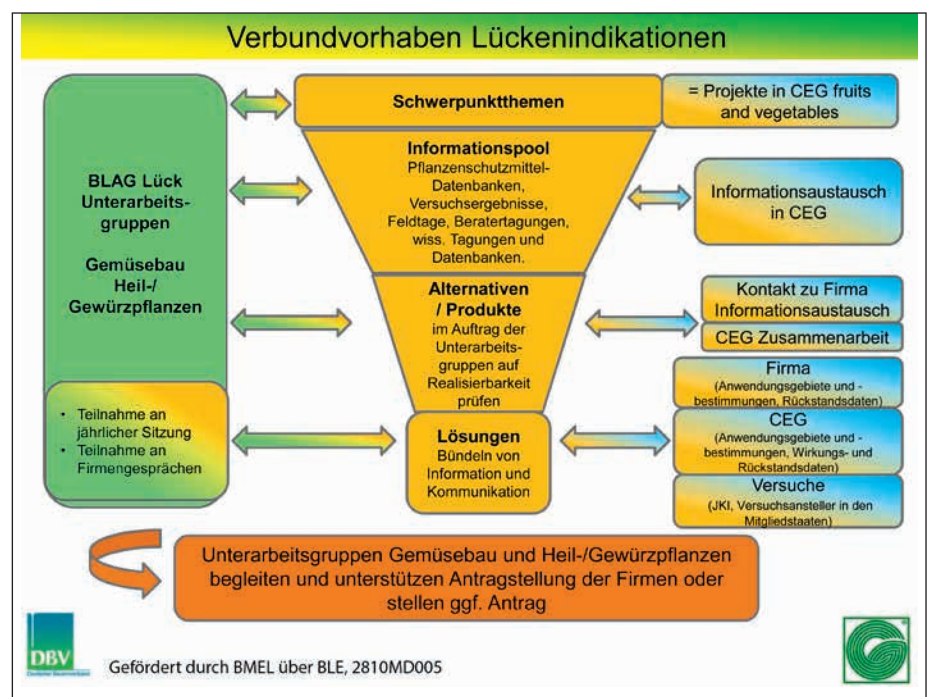 Verbundvorhaben Lückenindikationen
BLAG Lück
Unterarbeits-
gruppen
Gemüsebau
Heil-/
Gewürzpflanzen
• Teilnahme an
jährlicher Sitzung
• Teilnahme an
Firmengesprächen
Schwerpunktthemen
Informationspool
Pflanzenschutzmittel-
Datenbanken,
Versuchsergebnisse,
Feldtage, Beratertagungen,
wiss. Tagungen und
Datenbanken.
Alternativen
/ Produkte
im Auftrag der
Unterarbeits-
gruppen auf
Realisierbarkeit
prüfen
Lösungen
Bündeln von
Information und
Kommunikation
= Projekte in CEG fruits
and vegetables
Informationsaustausch
in CEG
Kontakt zu Firma
Informationsaustausch
CEG Zusammenarbeit
Firma
(Anwendungsgebiete und -
bestimmungen, Rückstandsdaten)
CEG
(Anwendungsgebiete und -
bestimmungen, Wirkungs- und
Rückstandsdaten)
Versuche
(JKI, Versuchsansteller in den
Mitgliedstaaten)
Unterarbeitsgruppen Gemüsebau und Heil-/Gewürzpflanzen
begleiten und unterstützen Antragstellung der Firmen oder
stellen ggf. Antrag
DBV
Deutscher Bauernverband
Gefördert durch BMEL über BLE, 2810MD005